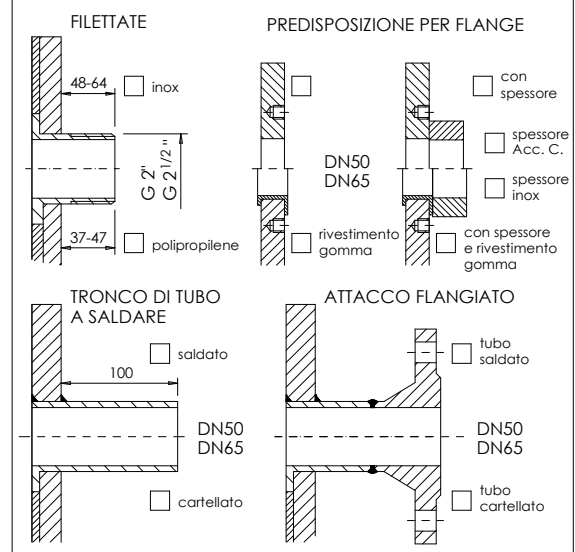 FILETTATE
48-64
inox
G 2"
G 2 1/2"
37-47
polipropilene
PREDISPOSIZIONE PER FLANGE
con
spessore
spessore
Acc. C.
DN50
DN65
spessore
inox
rivestimento
gomma
con spessore
e rivestimento
gomma
TRONCO DI TUBO
A SALDARE
saldato
100
DN50
DN65
cartellato
ATTACCO FLANGIATO
tubo
saldato
DN50
DN65
tubo
cartellato